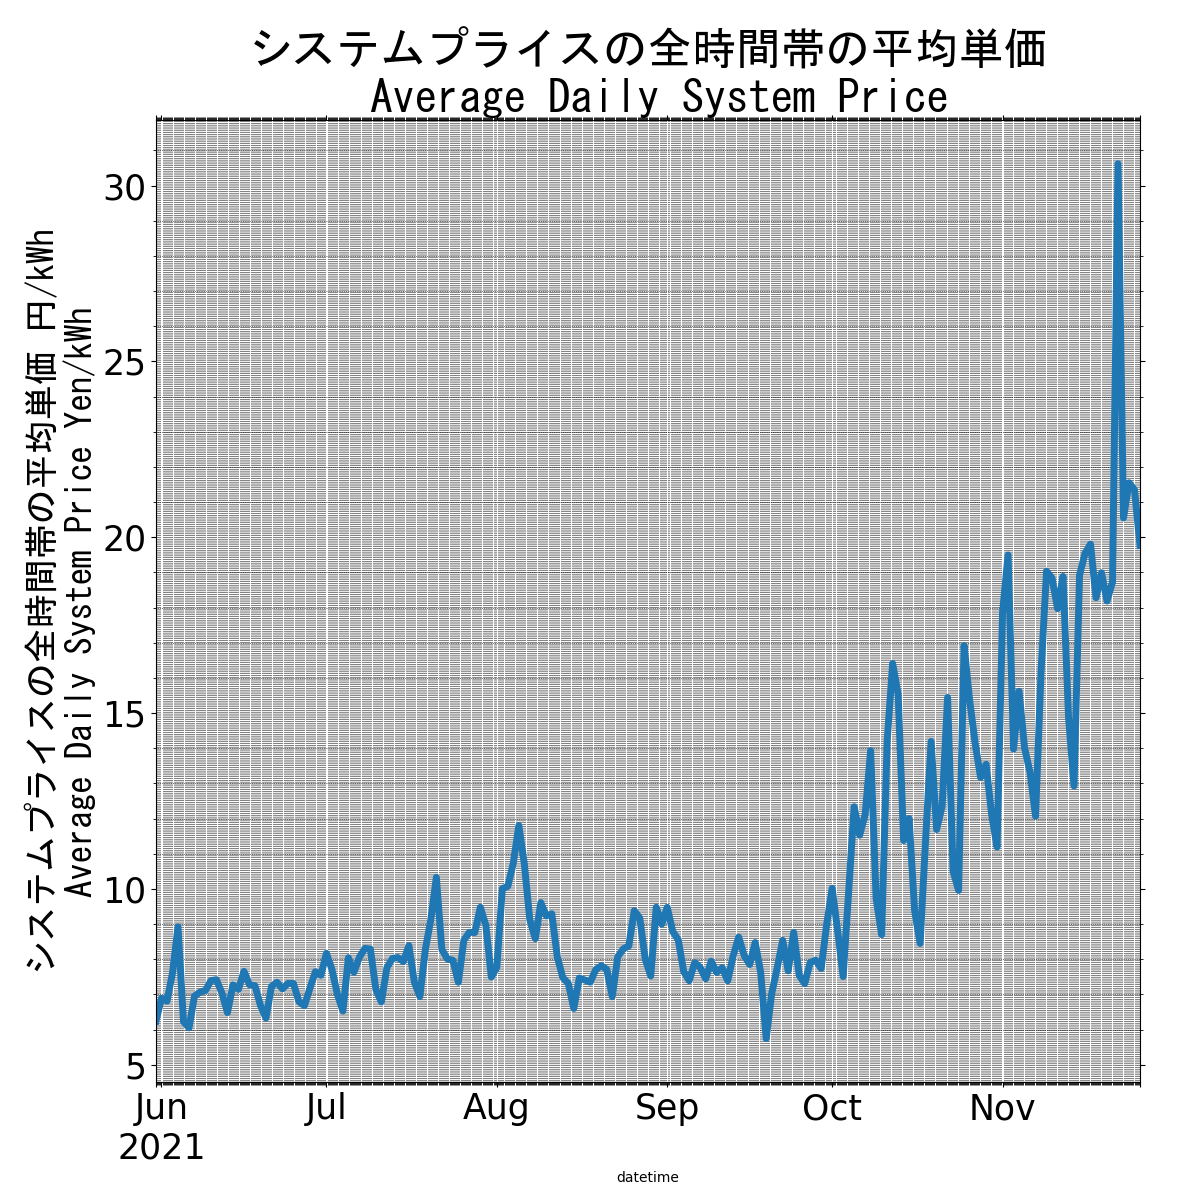 システムプライスの全時間帯の平均単価
Average Daily System Price
システムプライスの全時間帯の平均単価 円/kWh
Average Daily System Price Yen/kWh
30
25
20
15
10
5
Jun
2021
Jul
Aug
Sep
Oct
Nov
datetime